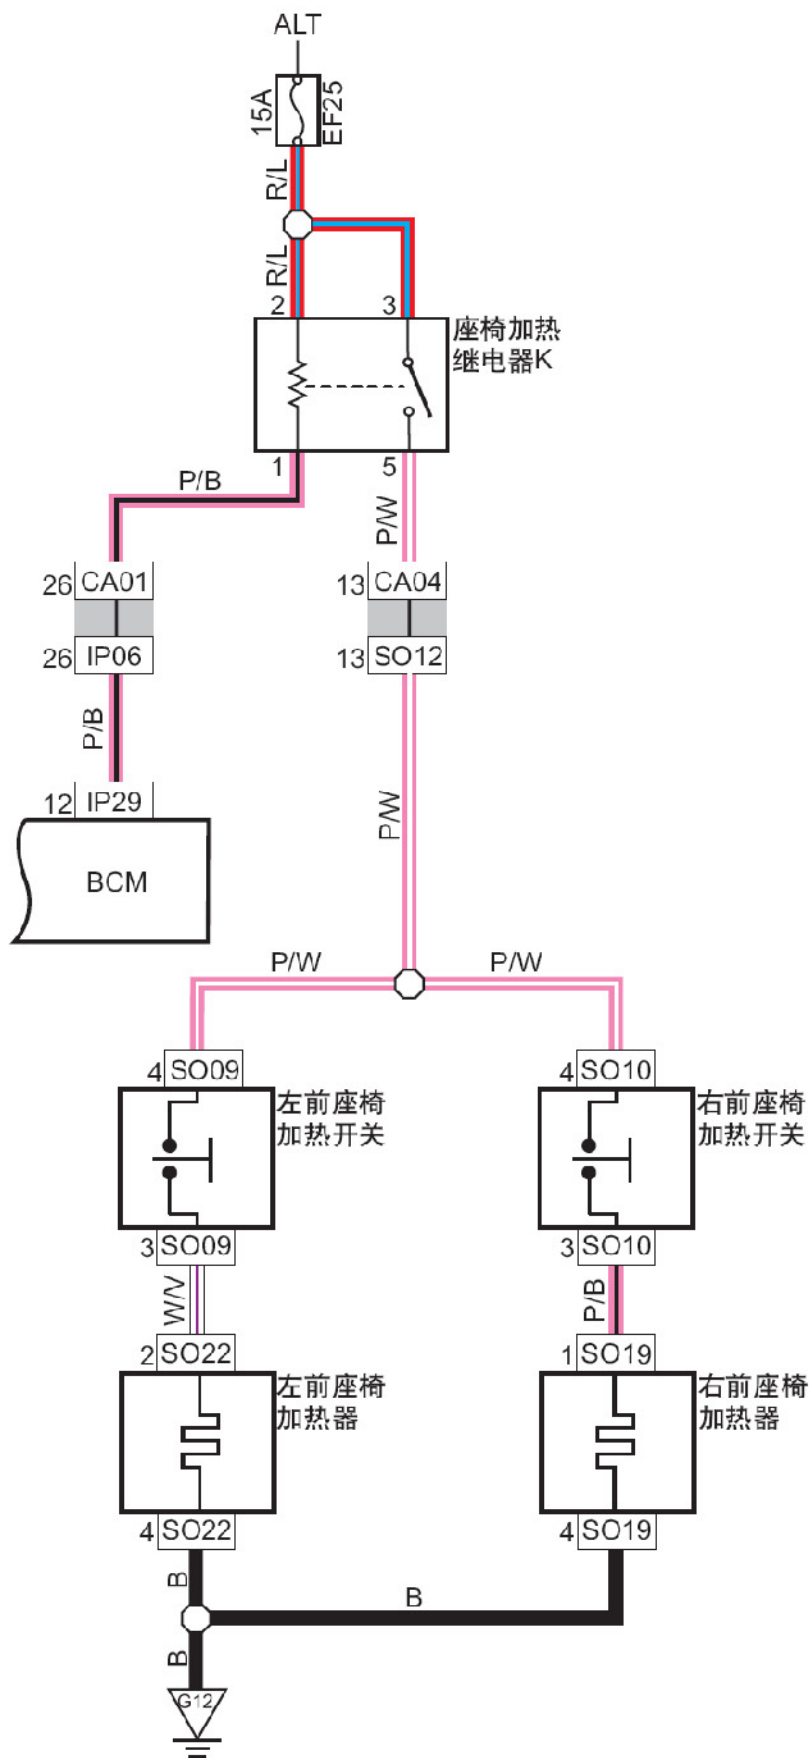 ALT
15A
EF25
R/L
R/L
2
3
座椅加热
继电器K
1
5
P/B
P/W
26 CA01
13 CA04
26 IP06
13 SO12
P/B
P/W
12 IP29
BCM
P/W
P/W
4 SO09
4 SO10
左前座椅
加热开关
右前座椅
加热开关
3 SO09
3 SO10
W/V
P/B
2 SO22
1 SO19
左前座椅
加热器
右前座椅
加热器
4 SO22
4 SO19
B
B
B
G12